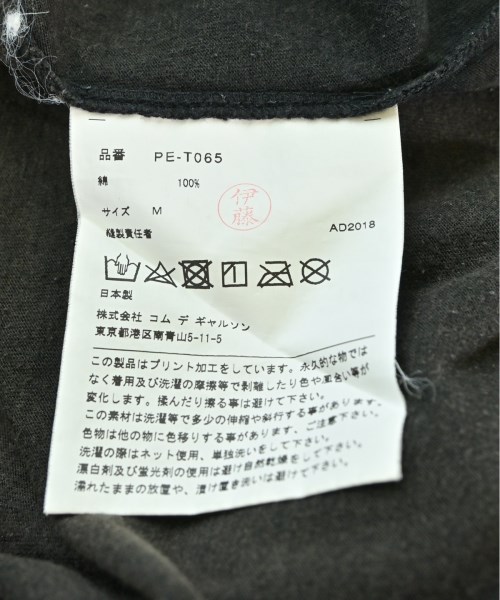 品番 PE-T065
綿 100%
サイズ M
伊藤
縫製責任者
AD2018
日本製
株式会社 コム デ ギャルソン
東京都港区南青山5-11-5
この製品はプリント加工をしています。永久的な物では
なく着用及び洗濯の摩擦等で剥離したり色や風合い等が
変化します。揉んだり擦る事は避けて下さい。
この素材は洗濯等で多少の伸縮や斜行する事があります。
色物は他の物に色移りする事があります、ご注意下さい。
洗濯の際はネット使用、単独洗いをして下さい。
漂白剤及び蛍光剤の使用は避け自然乾燥をして下さい。
濡れたままの放置や、漬け置き洗いは避けて下さい。